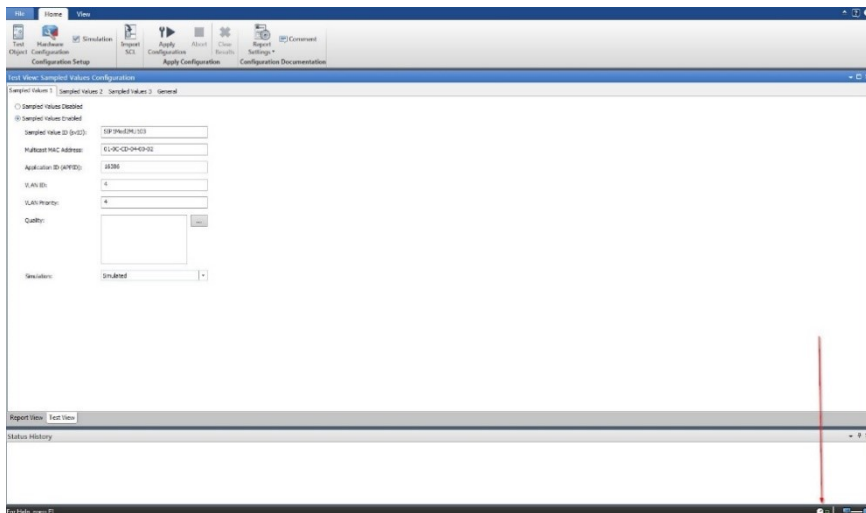 File Home View
Test Object
Hardware Configuration
Simulation
Import SCL
Apply Configuration
Abort
Clear Results
Report Settings
Comment
Configuration Setup
Apply Configuration
Configuration Documentation
Test View: Sampled Values Configuration
Sampled Values 1 Sampled Values 2 Sampled Values 3 General
Sampled Values Disabled
Sampled Values Enabled
Sampled Value ID (svID):
Multicast MAC Address: 01-0C-CD-04-03-02
Application ID (APPID): 16386
VLAN ID: 4
VLAN Priority: 4
Quality: ...
Simulation: Simulated
Report View Test View
Status History
For Help, press F1